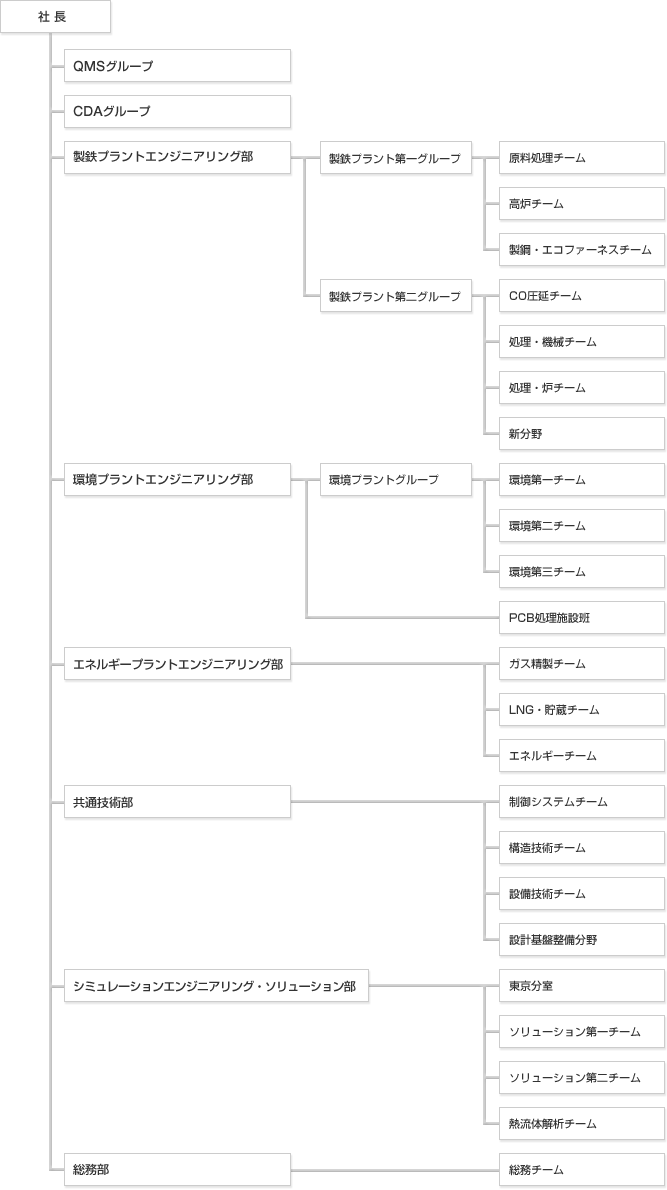 社 長
QMSグループ
CDAグループ
製鉄プラントエンジニアリング部
製鉄プラント第一グループ
原料処理チーム
高炉チーム
製鋼・エコファーネスチーム
製鉄プラント第二グループ
CO圧延チーム
処理・機械チーム
処理・炉チーム
新分野
環境プラントエンジニアリング部
環境プラントグループ
環境第一チーム
環境第二チーム
環境第三チーム
PCB処理施設班
エネルギープラントエンジニアリング部
ガス精製チーム
LNG・貯蔵チーム
エネルギーチーム
共通技術部
制御システムチーム
構造技術チーム
設備技術チーム
設計基盤整備分野
シミュレーションエンジニアリング・ソリューション部
東京分室
ソリューション第一チーム
ソリューション第二チーム
熱流体解析チーム
総務部
総務チーム